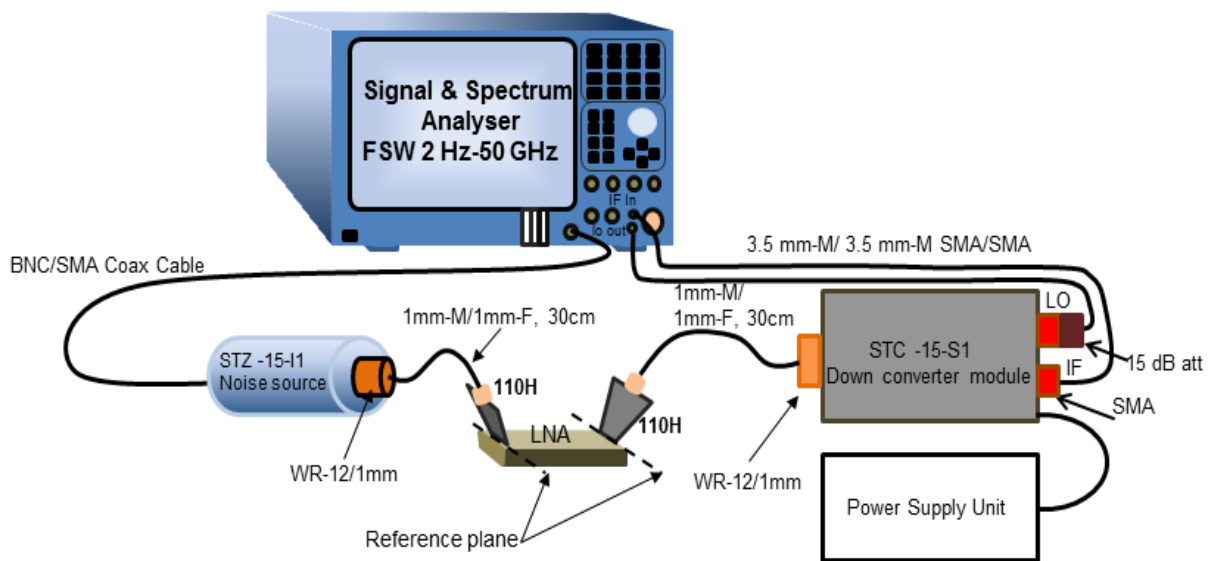 Signal & Spectrum
Analyser
FSW 2 Hz-50 GHz
IF In
lo out
BNC/SMA Coax Cable
3.5 mm-M/ 3.5 mm-M SMA/SMA
1mm-M/
1mm-F, 30cm
1mm-M/1mm-F, 30cm
LO
STZ -15-I1
Noise source
STC -15-S1
Down converter module
15 dB att
IF
110H
110H
SMA
LNA
WR-12/1mm
WR-12/1mm
Power Supply Unit
Reference plane